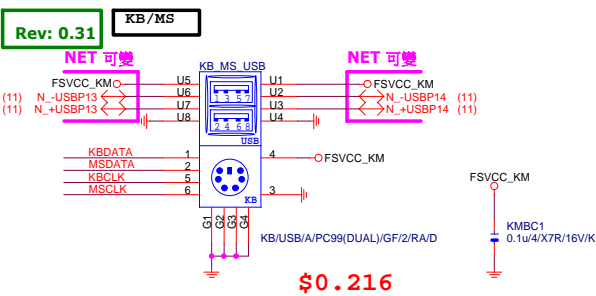 Rev: 0.31
KB/MS
NET 可變
KB_MS_USB
NET 可變
FSVCC_KM U5 U1 FSVCC_KM
(11) N_-USBP13 U6 U2 N_-USBP14 (11)
(11) N_+USBP13 U7 U3 N_+USBP14 (11)
U8 U4
1 3 5 7
2 4 6 8
USB
KBDATA 1 4 FSVCC_KM
MSDATA 2
KBCLK 5
MSCLK 6 3
KB
FSVCC_KM
G1 G2 G3 G4
KB/USB/A/PC99(DUAL)/GF/2/RA/D
KMBC1
0.1u/4/X7R/16V/K
$0.216